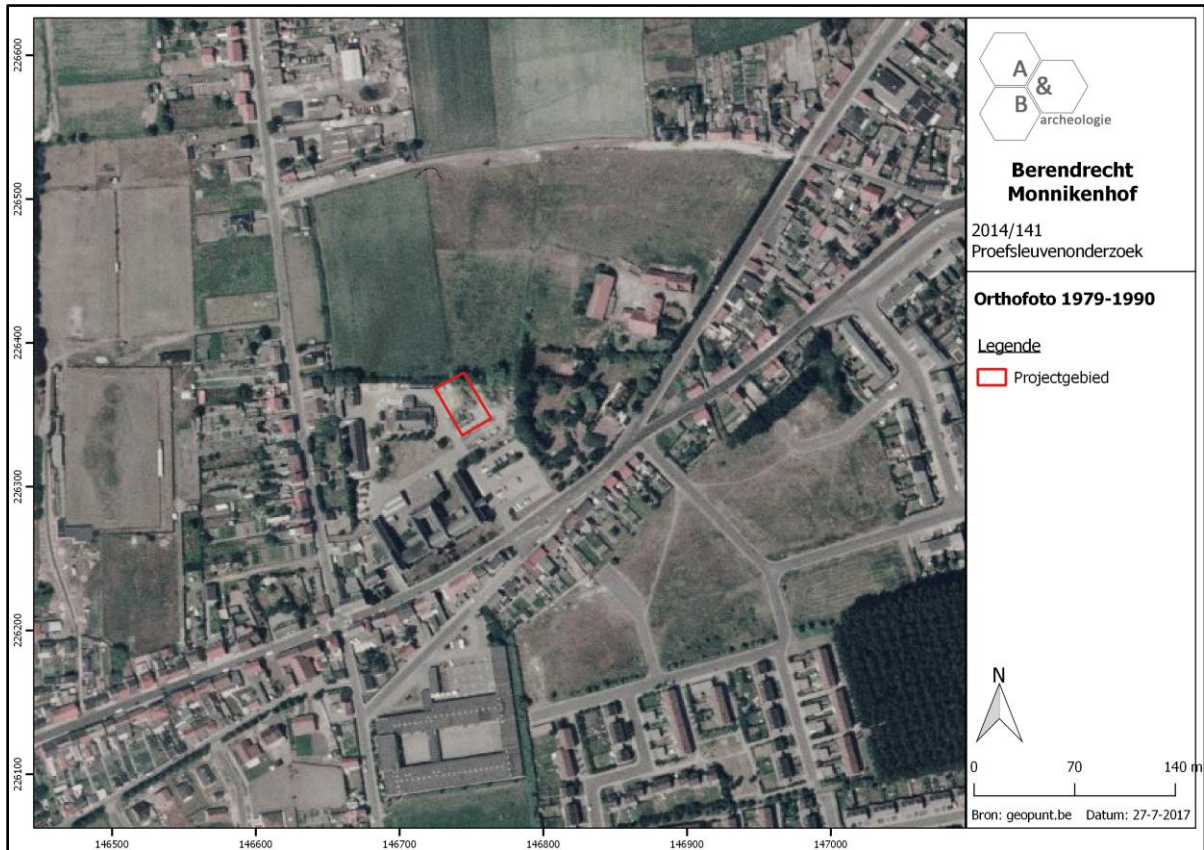 226600
226500
226400
226300
226200
226100
146500 146600 146700 146800 146900 147000
A
&
B
archeologie
Berendrecht
Monnikenhof
2014/141
Proefsleuvenonderzoek
Orthofoto 1979-1990
Legende
Projectgebied
N
0 70 140 m
Bron: geopunt.be Datum: 27-7-2017